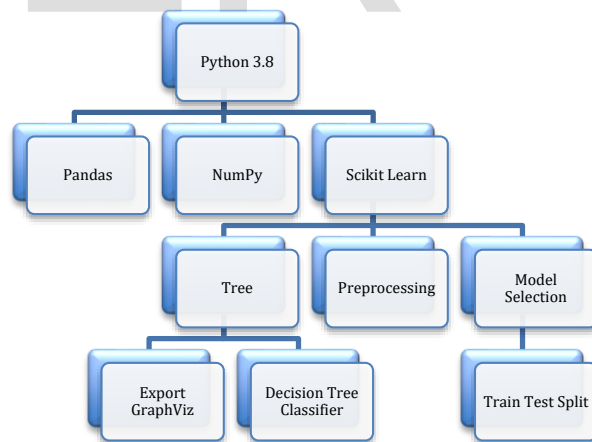 Python 3.8
Pandas
NumPy
Scikit Learn
Tree
Preprocessing
Model
Selection
Export
GraphViz
Decision Tree
Classifier
Train Test Split